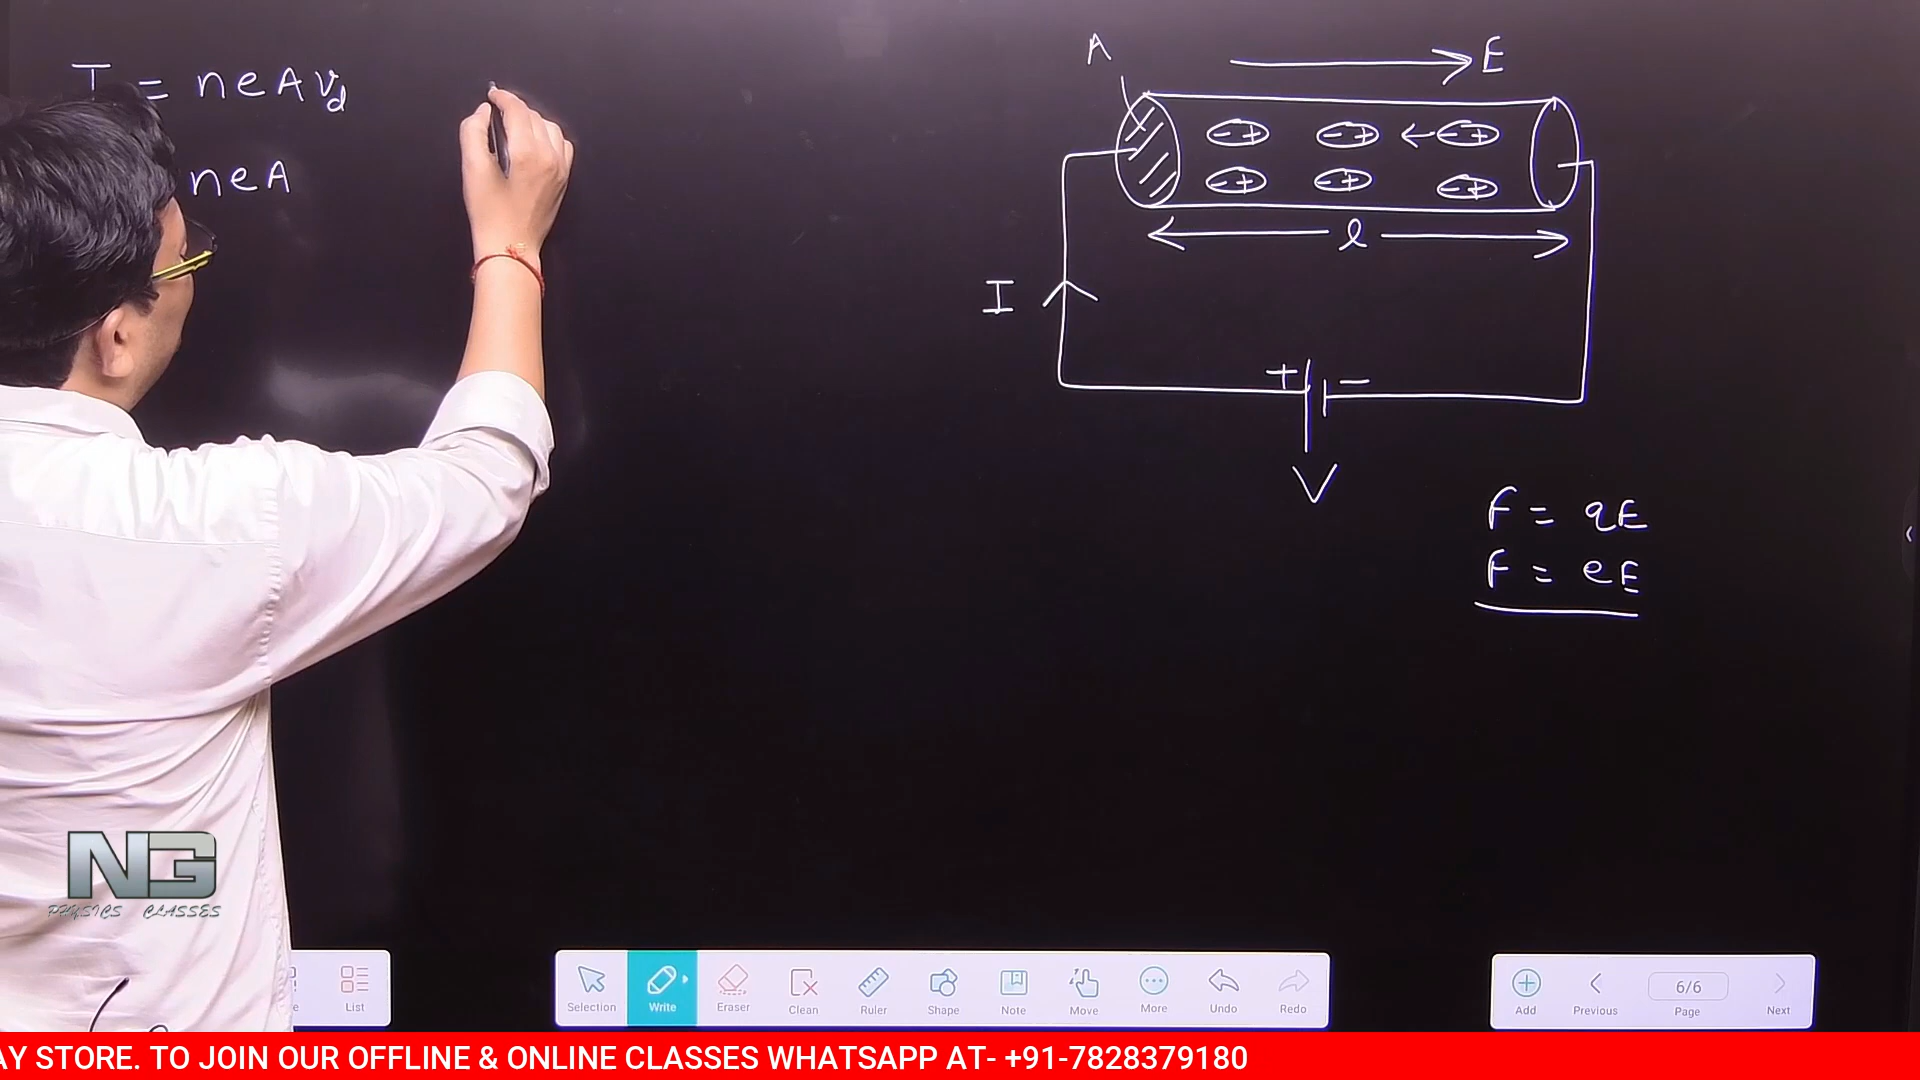 I = neAv_d
neA
A
E
- + - + ← - +
- + - + - +
l
I
+ -
V
F = qE
F = eE
NG
PHYSICS CLASSES
List
Selection
Write
Eraser
Clean
Ruler
Shape
Note
Move
More
Undo
Redo
Add
Previous
6/6
Page
Next
AY STORE. TO JOIN OUR OFFLINE & ONLINE CLASSES WHATSAPP AT- +91-7828379180